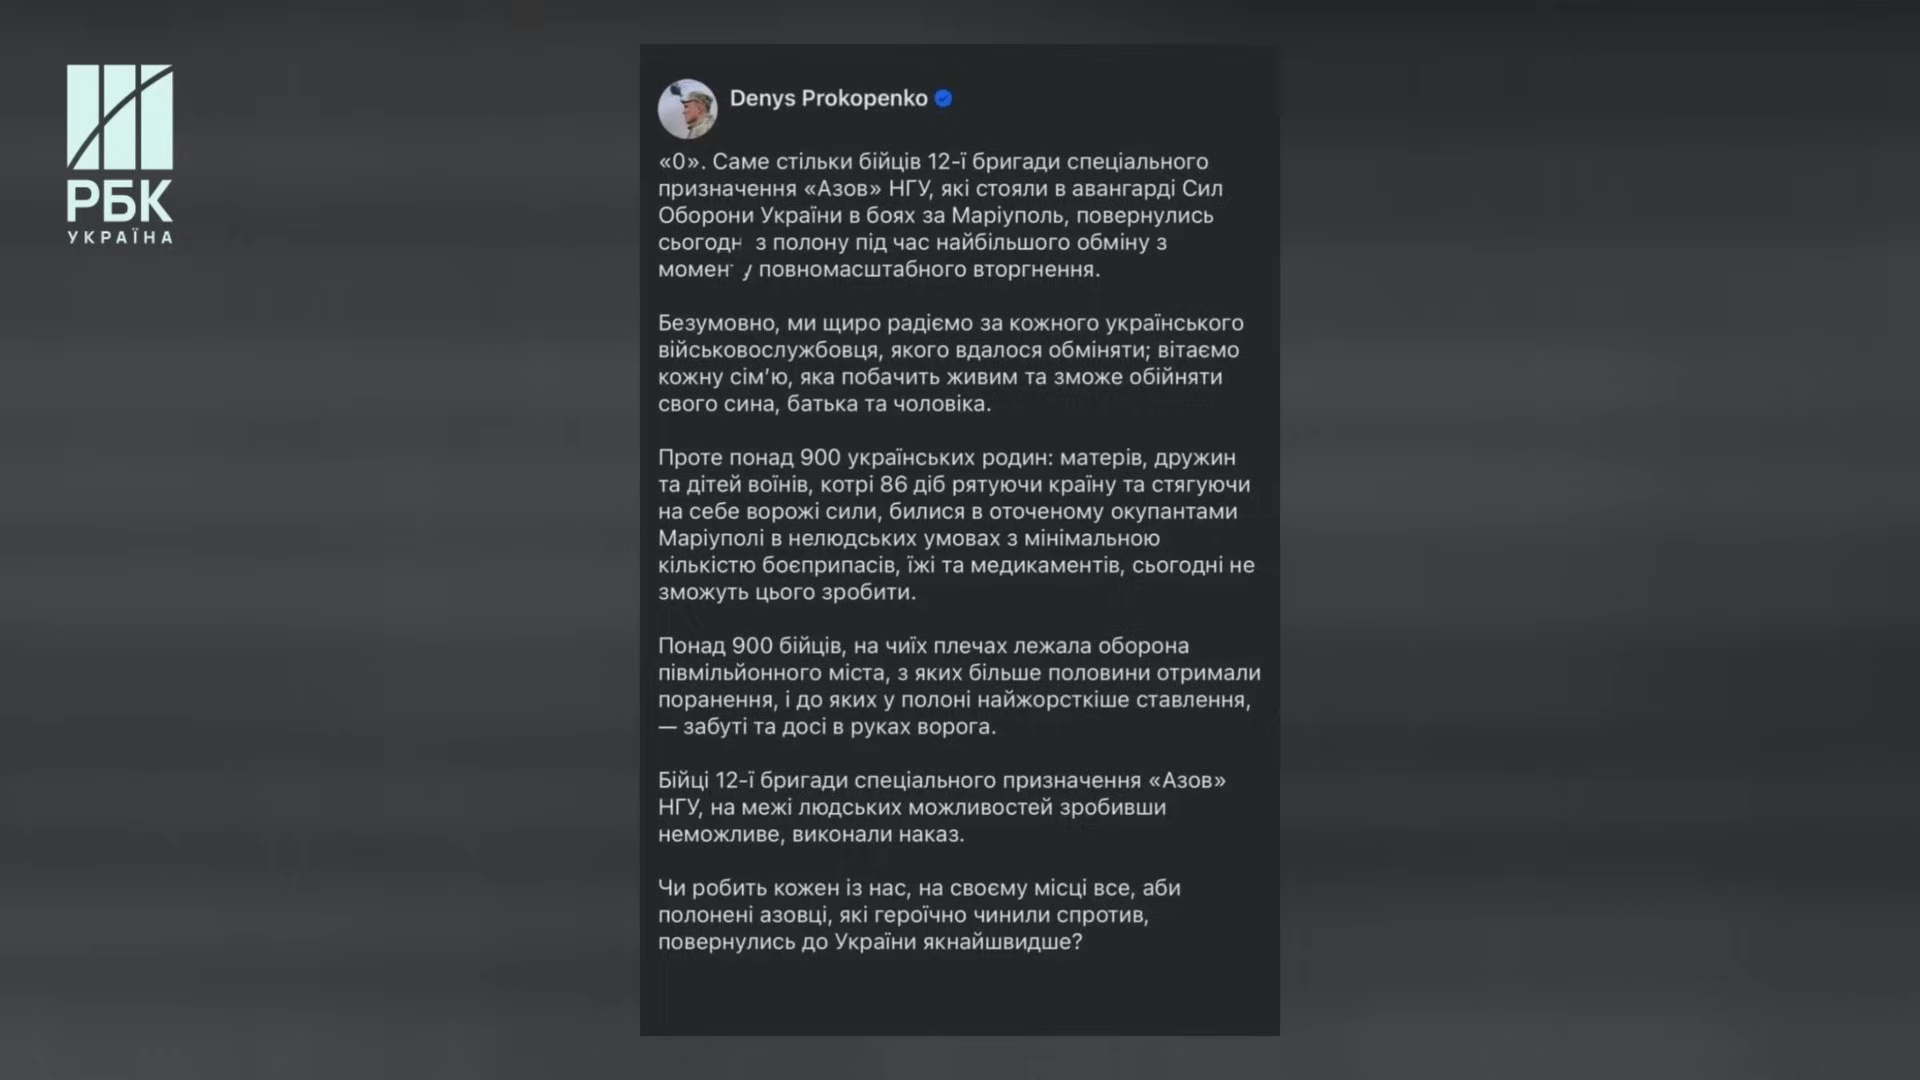 РБК
УКРАЇНА
Denys Prokopenko
«0». Саме стільки бійців 12-ї бригади спеціального
призначення «Азов» НГУ, які стояли в авангарді Сил
Оборони України в боях за Маріуполь, повернулись
сьогодн з полону під час найбільшого обміну з
момент у повномасштабного вторгнення.
Безумовно, ми щиро радіємо за кожного українського
військовослужбовця, якого вдалося обміняти; вітаємо
кожну сім’ю, яка побачить живим та зможе обійняти
свого сина, батька та чоловіка.
Проте понад 900 українських родин: матерів, дружин
та дітей воїнів, котрі 86 діб рятуючи країну та стягуючи
на себе ворожі сили, билися в оточеному окупантами
Маріуполі в нелюдських умовах з мінімальною
кількістю боєприпасів, їжі та медикаментів, сьогодні не
зможуть цього зробити.
Понад 900 бійців, на чиїх плечах лежала оборона
півмільйонного міста, з яких більше половини отримали
поранення, і до яких у полоні найжорсткіше ставлення,
— забуті та досі в руках ворога.
Бійці 12-ї бригади спеціального призначення «Азов»
НГУ, на межі людських можливостей зробивши
неможливе, виконали наказ.
Чи робить кожен із нас, на своєму місці все, аби
полонені азовці, які героїчно чинили спротив,
повернулись до України якнайшвидше?